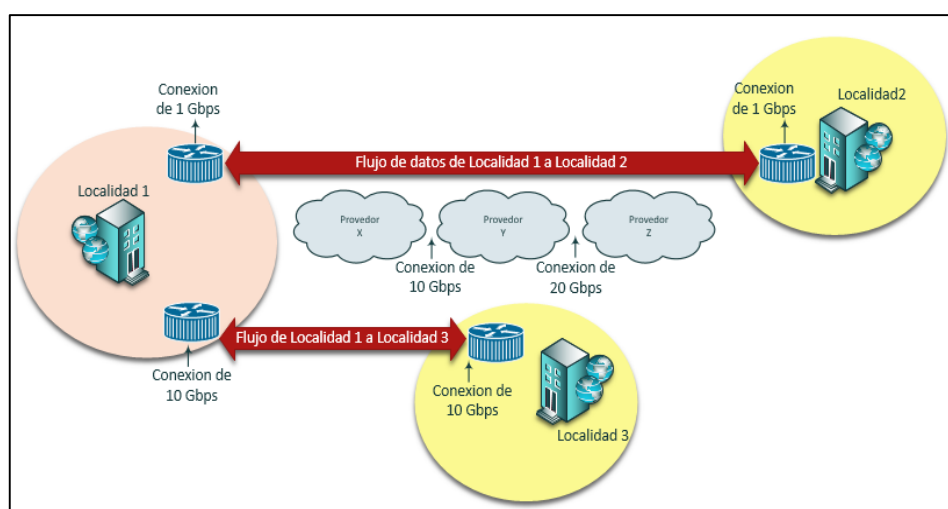 Conexion
de 1 Gbps
Conexion
de 1 Gbps
Localidad2
Flujo de datos de Localidad 1 a Localidad 2
Localidad 1
Provedor
X
Provedor
Y
Provedor
Z
Conexion de
10 Gbps
Conexion de
20 Gbps
Flujo de Localidad 1 a Localidad 3
Conexion de
10 Gbps
Conexion de
10 Gbps
Localidad 3